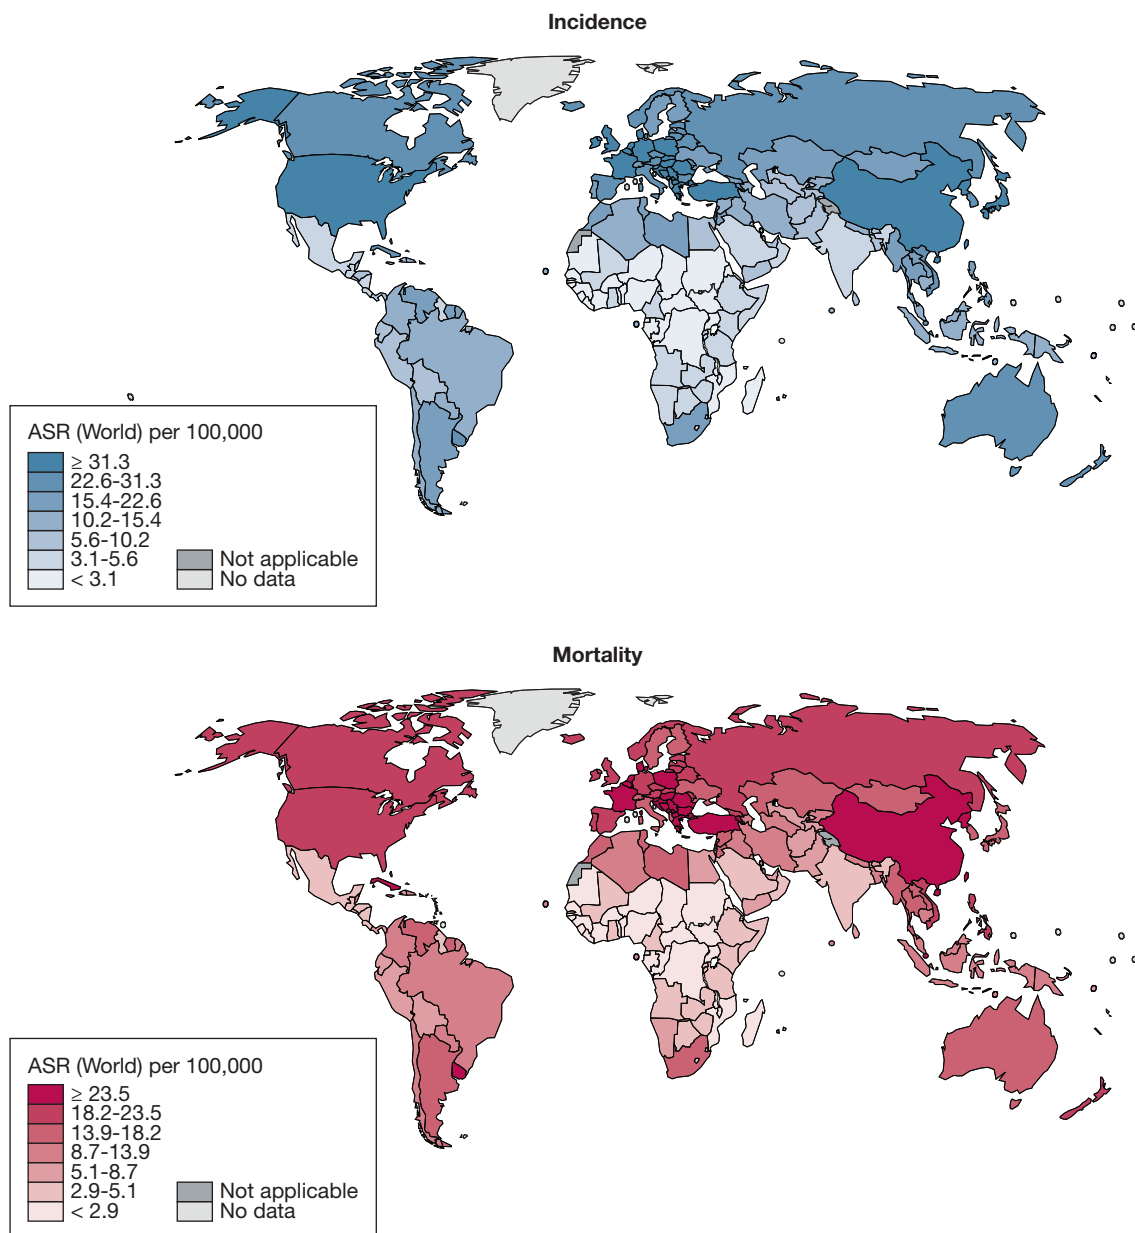 Incidence
ASR (World) per 100,000
≥ 31.3
22.6-31.3
15.4-22.6
10.2-15.4
5.6-10.2
3.1-5.6
< 3.1
Not applicable
No data
Mortality
ASR (World) per 100,000
≥ 23.5
18.2-23.5
13.9-18.2
8.7-13.9
5.1-8.7
2.9-5.1
< 2.9
Not applicable
No data